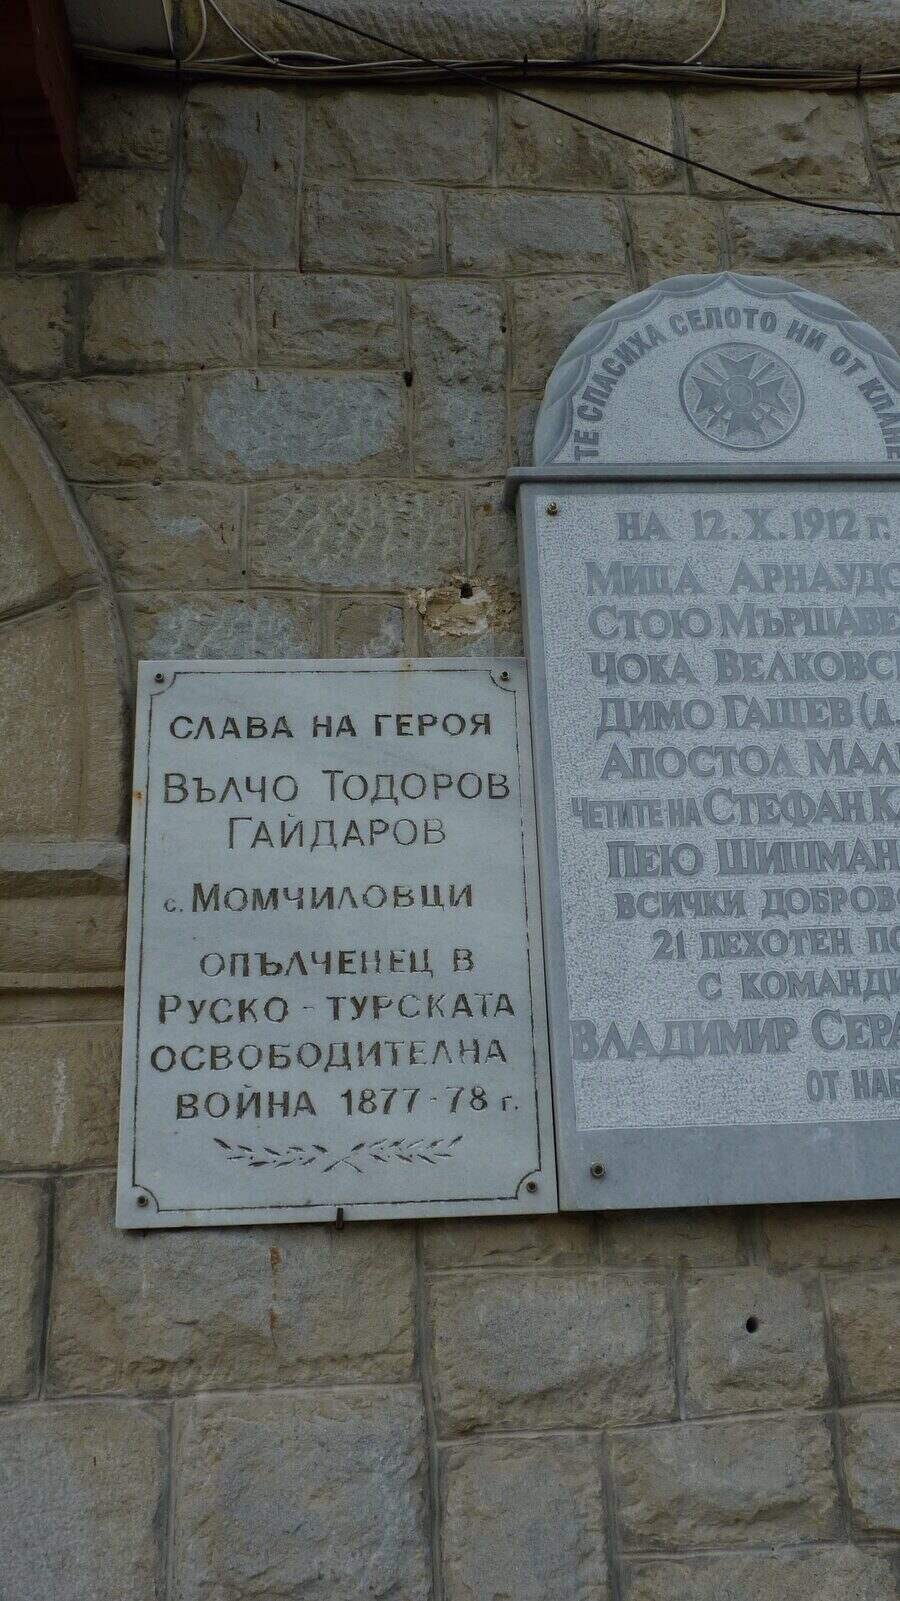 СЛАВА НА ГЕРОЯ
ВЪЛЧО ТОДОРОВ
ГАЙДАРОВ
с. МОМЧИЛОВЦИ
ОПЪЛЧЕНЕЦ В
РУСКО - ТУРСКАТА
ОСВОБОДИТЕЛНА
ВОЙНА 1877-78 г.
ТЕ СПАСИХА СЕЛОТО НИ ОТ
НА 12.X.1912 г.
МИЦА
СТОЮ
ЧОКА
ДИМО ГАШЕВ
АПОСТОЛ
ЧЕТИТЕ НА СТЕФАН
ПЕЮ
ВСИЧКИ
21 ПЕХОТЕН
С
ВЛАДИМИР
ОТ